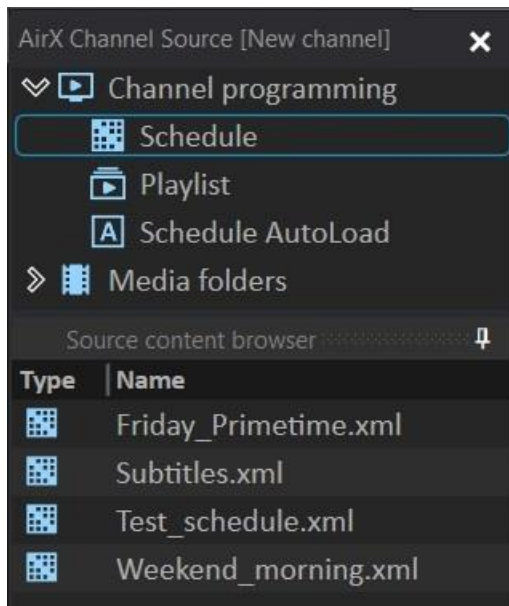 AirX Channel Source [New channel]
Channel programming
Schedule
Playlist
A Schedule AutoLoad
Media folders
Source content browser
Type Name
Friday_Primetime.xml
Subtitles.xml
Test_schedule.xml
Weekend_morning.xml